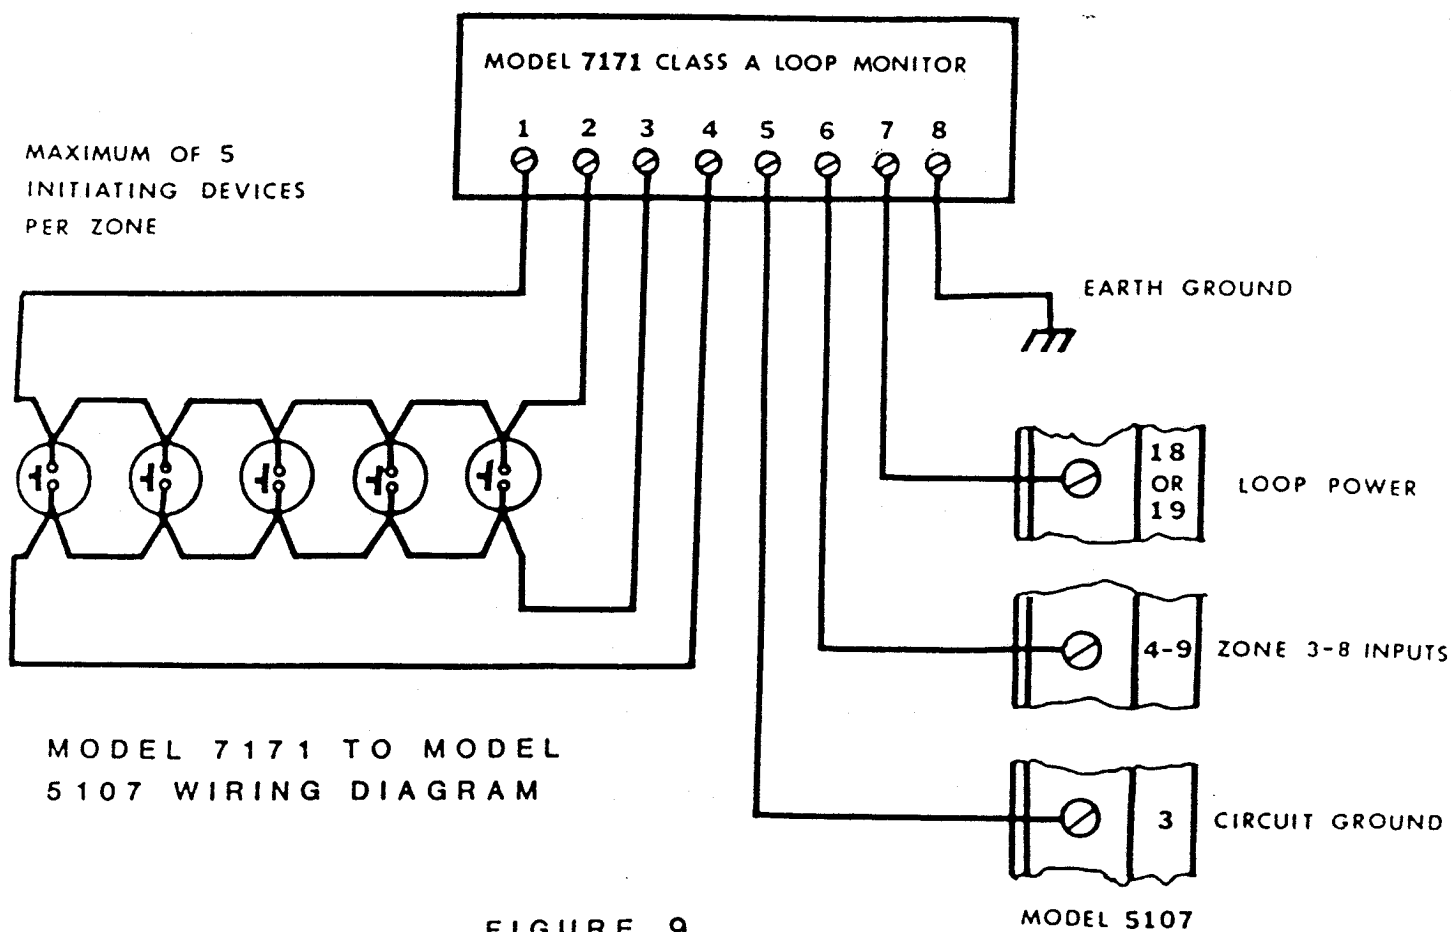 MODEL 7171 CLASS A LOOP MONITOR
1 2 3 4 5 6 7 8
MAXIMUM OF 5
INITIATING DEVICES
PER ZONE
EARTH GROUND
18
OR
19
LOOP POWER
4-9
ZONE 3-8 INPUTS
3
CIRCUIT GROUND
MODEL 5107
MODEL 7171 TO MODEL
5107 WIRING DIAGRAM
FIGURE 9